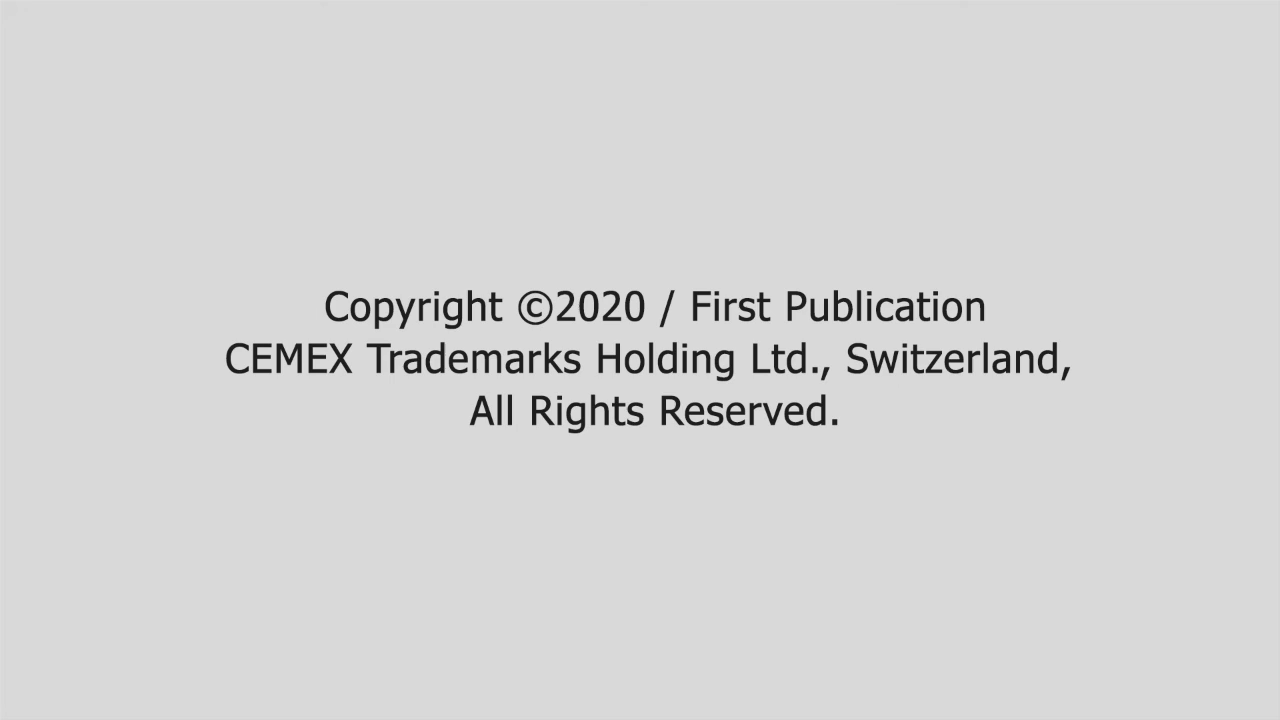 Copyright ©2020 / First Publication
CEMEX Trademarks Holding Ltd., Switzerland,
All Rights Reserved.